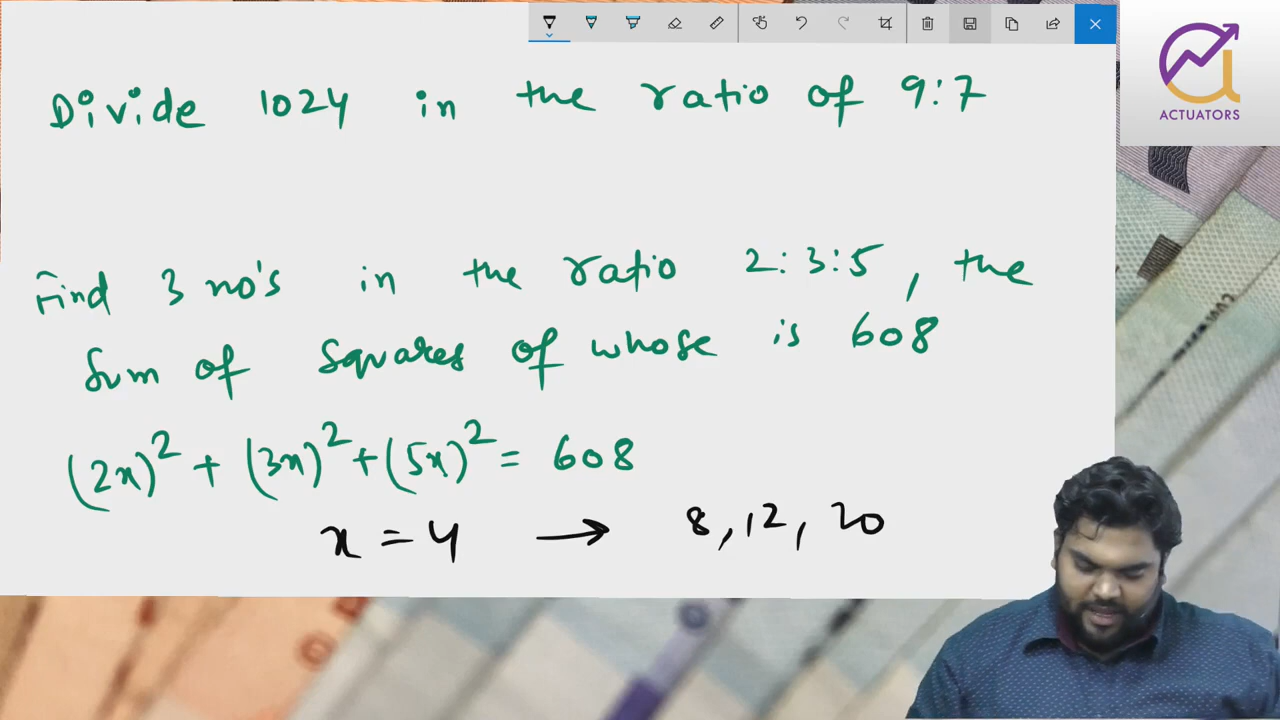 Divide 1024 in the ratio of 9:7
Find 3 no's in the ratio 2:3:5, the
sum of squares of whose is 608
(2x)² + (3x)² + (5x)² = 608
x = 4 → 8, 12, 20
ACTUATORS